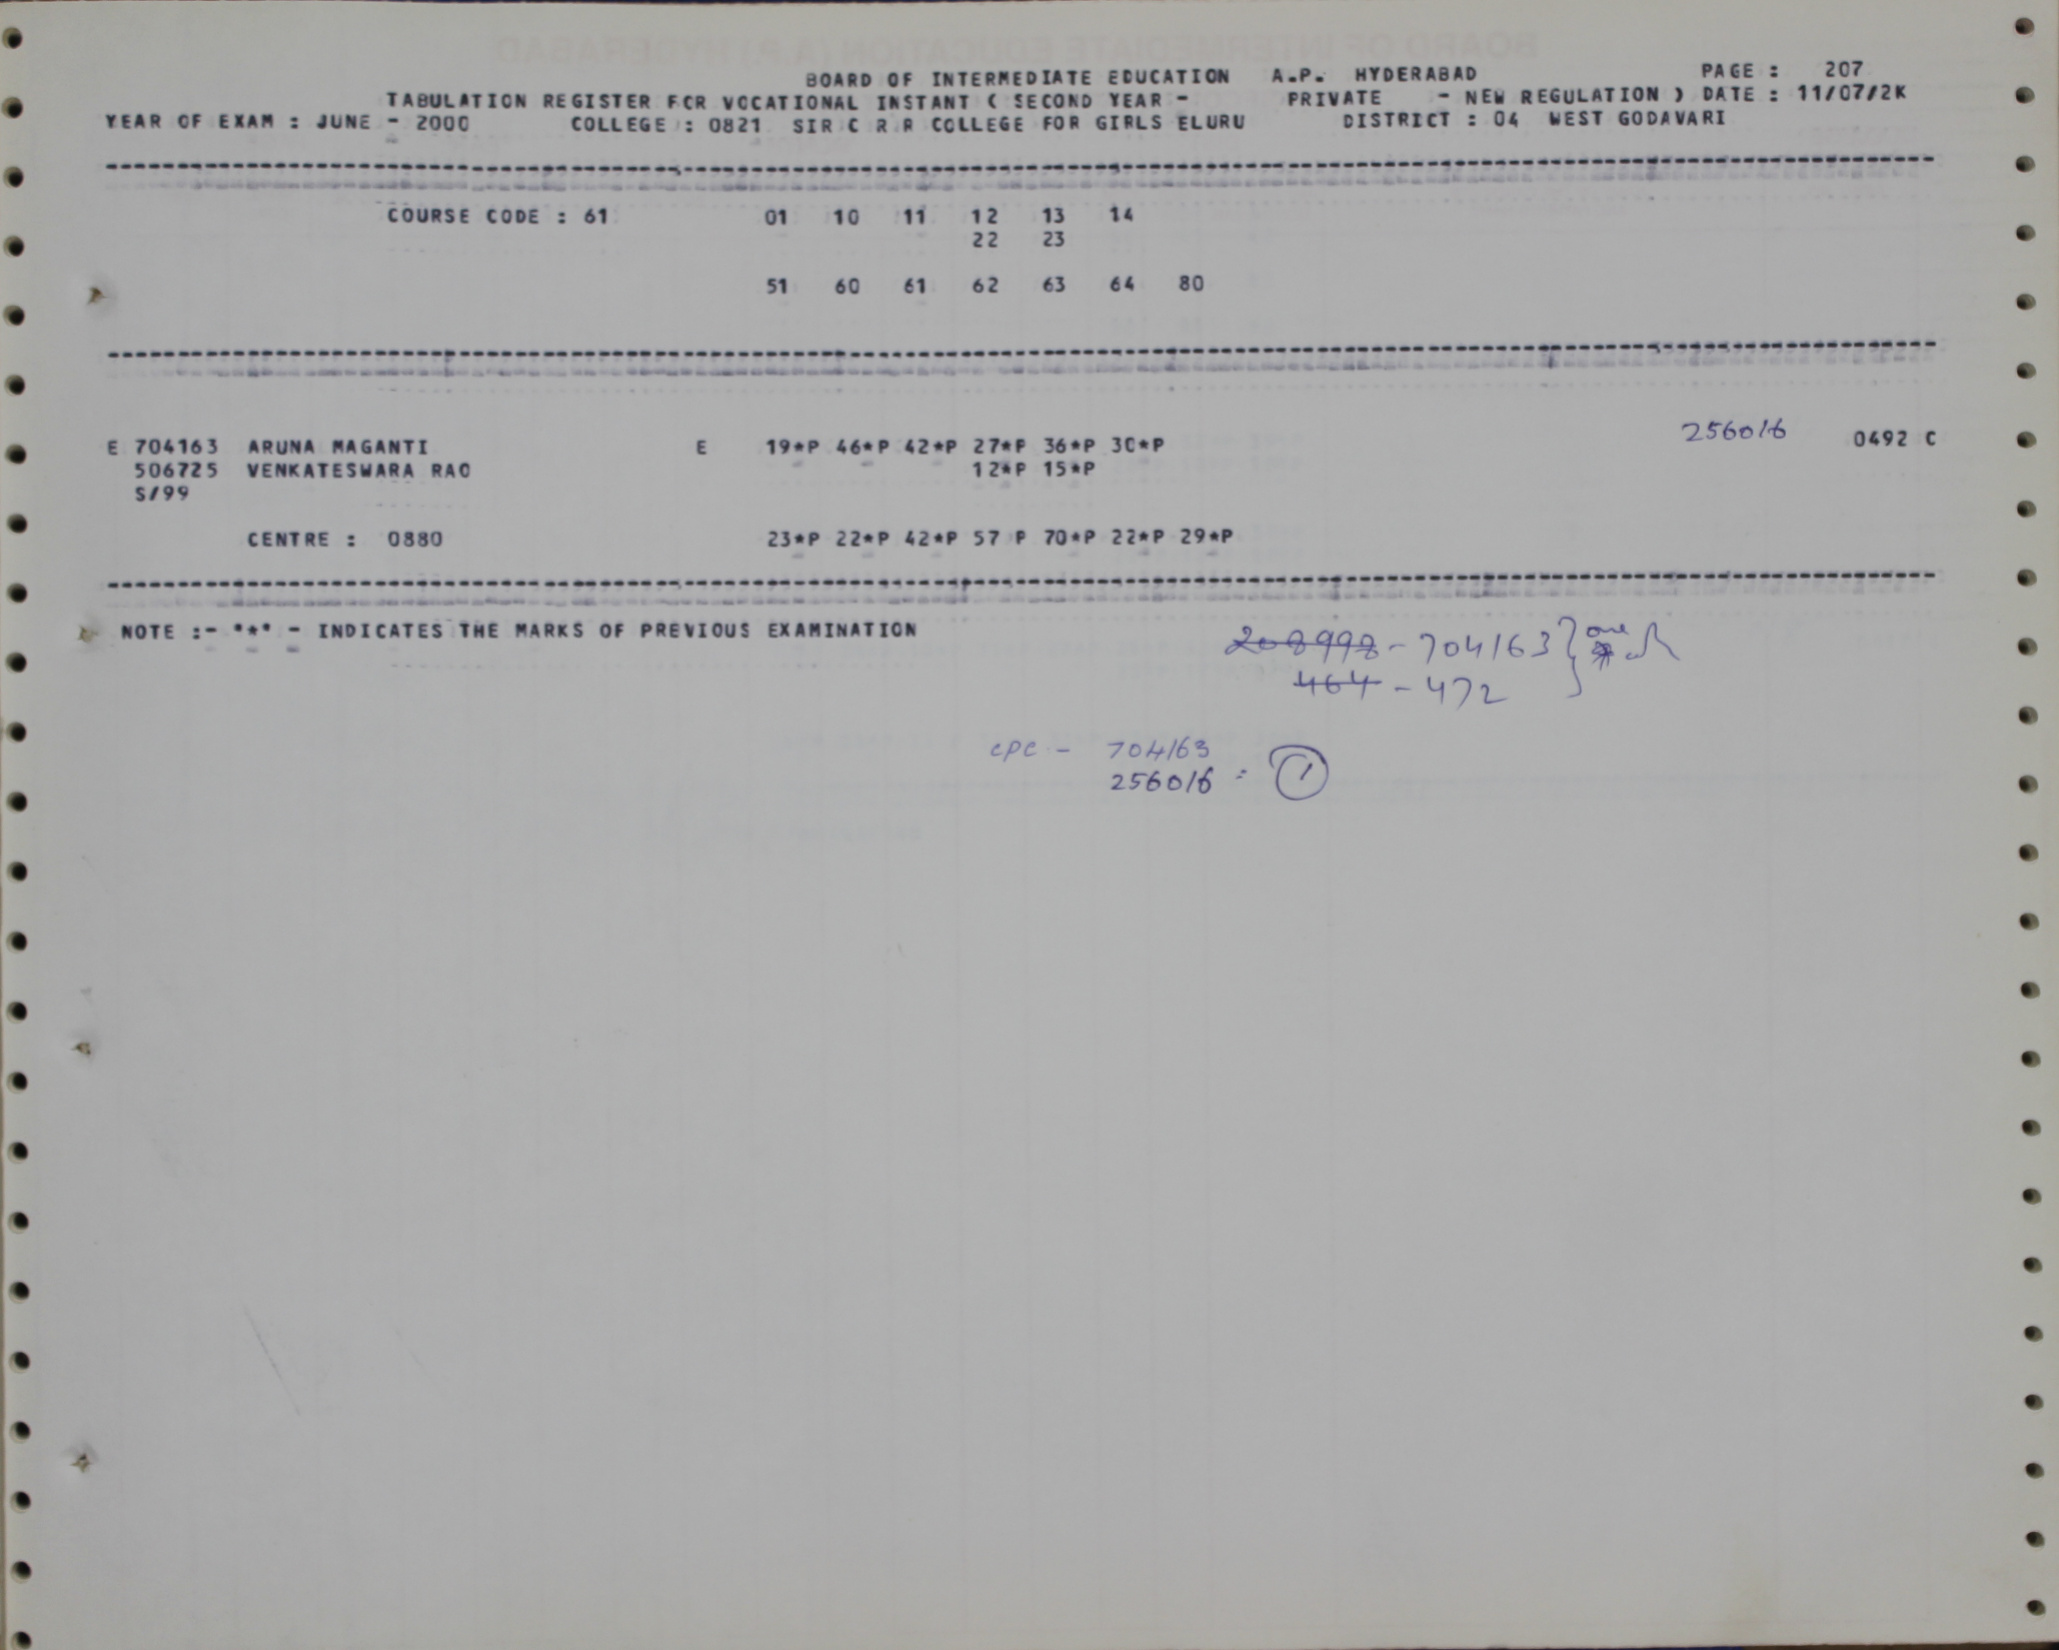 BOARD OF INTERMEDIATE EDUCATION A.P. HYDERABAD PAGE : 207
TABULATION REGISTER FOR VOCATIONAL INSTANT ( SECOND YEAR - PRIVATE - NEW REGULATION ) DATE : 11/07/2K
YEAR OF EXAM : JUNE - 2000 COLLEGE : 0821 SIR C R R COLLEGE FOR GIRLS ELURU DISTRICT : 04 WEST GODAVARI
COURSE CODE : 61 01 10 11 12 13 14
22 23
51 60 61 62 63 64 80
256016
E 704163 ARUNA MAGANTI E 19*P 46*P 42*P 27*P 36*P 30*P 0492 C
506725 VENKATESWARA RAO 12*P 15*P
S/99
CENTRE : 0880 23*P 22*P 42*P 57 P 70*P 22*P 29*P
NOTE :- "*" - INDICATES THE MARKS OF PREVIOUS EXAMINATION
208998 - 704163 } one
464 - 472
CPC - 704163
256016 : 1